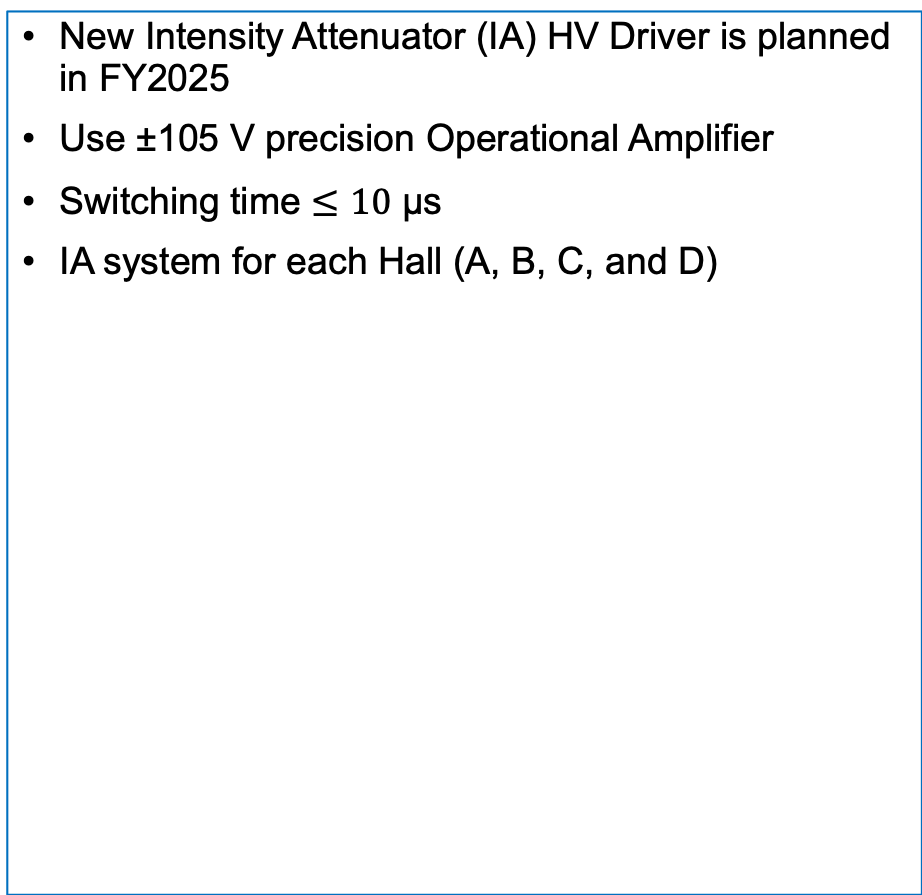 • New Intensity Attenuator (IA) HV Driver is planned
in FY2025
• Use ±105 V precision Operational Amplifier
• Switching time ≤ 10 μs
• IA system for each Hall (A, B, C, and D)